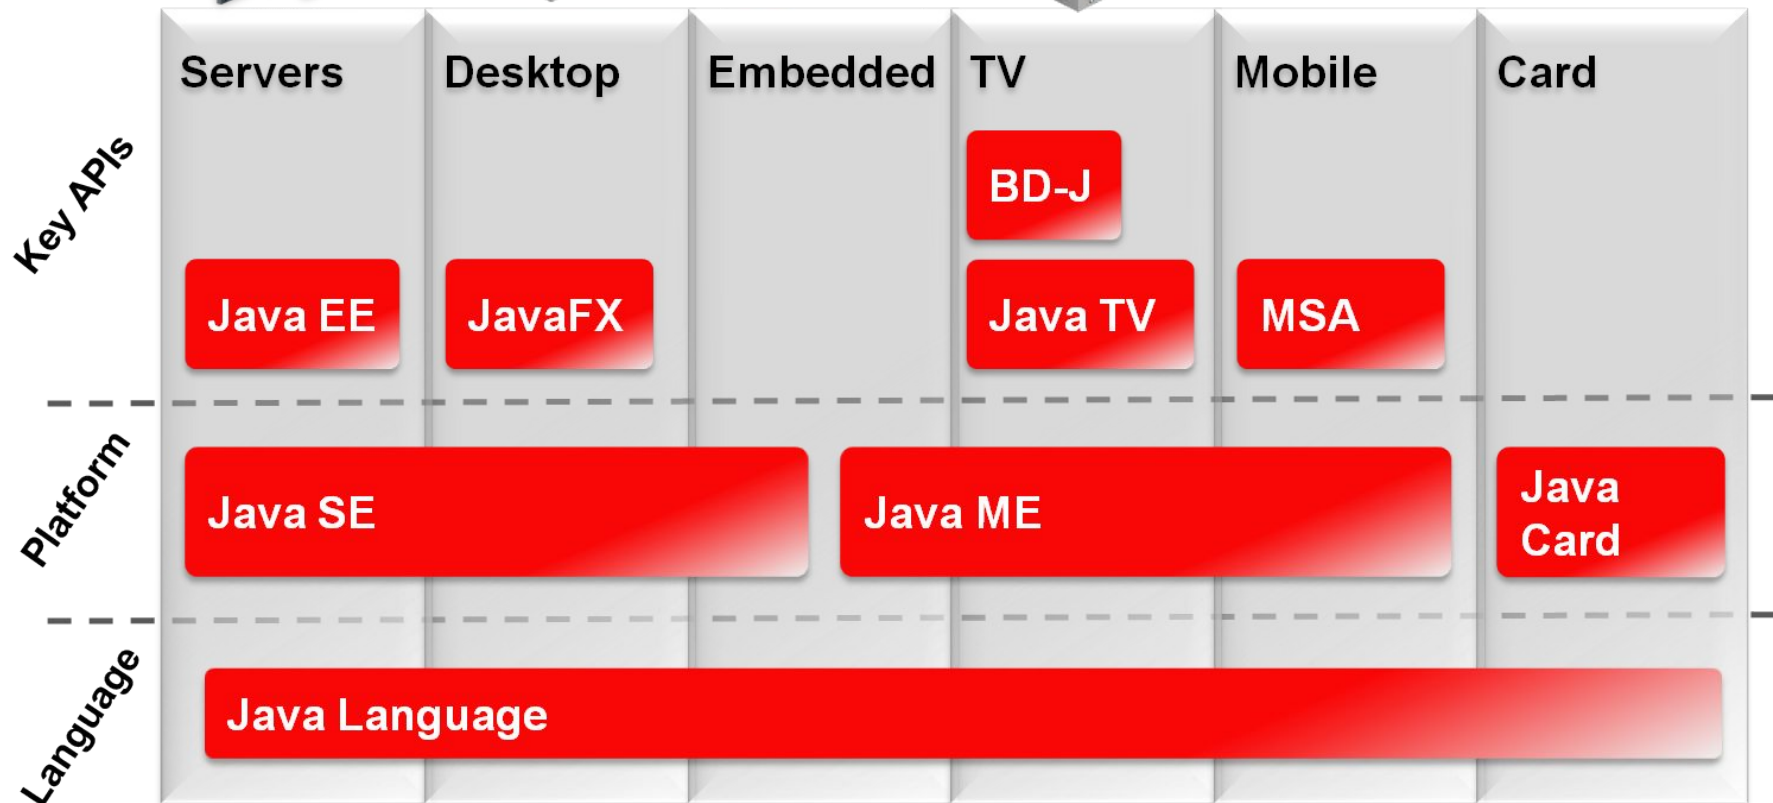 Servers
Desktop
Embedded
TV
Mobile
Card
Key APIs
BD-J
Java EE
JavaFX
Java TV
MSA
Platform
Java SE
Java ME
Java
Card
Language
Java Language